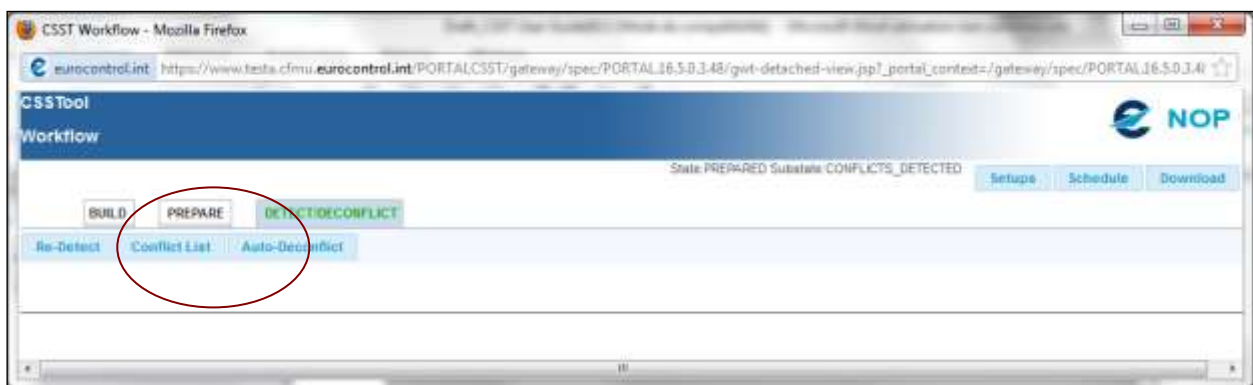 CSST Workflow - Mozilla Firefox
eurocontrol.int https://www.testa.cfmu.eurocontrol.int/PORTALCSST/gateway/spec/PORTAL.16.5.0.3.48/gwt-detached-view.jsp?_portal_context=/gateway/spec/PORTAL.16.5.0.3.4
CSSTool
Workflow
NOP
State:PREPARED Substate:CONFLICTS_DETECTED
Setups Schedule Download
BUILD PREPARE DETECT/DECONFLICT
Re-Detect Conflict List Auto-Deconflict